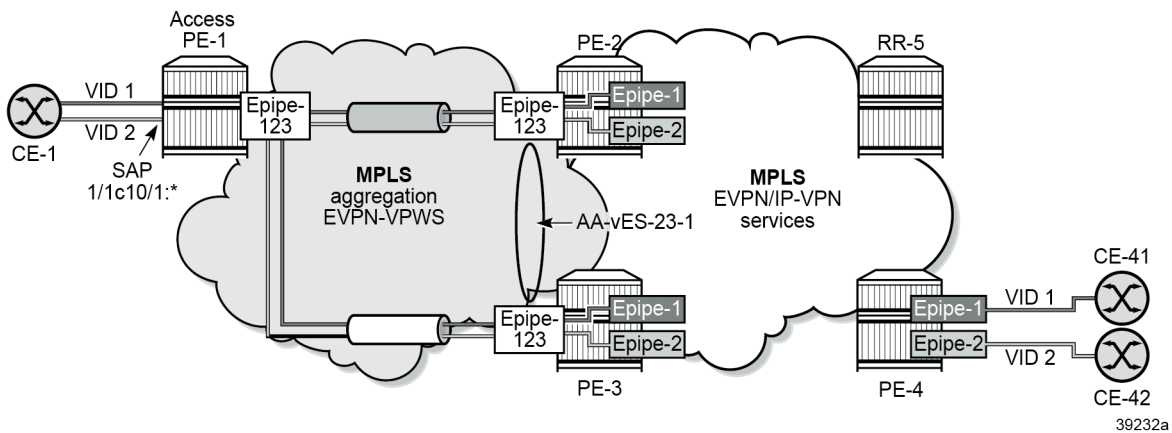 Access
PE-1
PE-2
RR-5
VID 1
VID 2
CE-1
SAP
1/1c10/1:*
Epipe-
123
Epipe-
123
Epipe-1
Epipe-2
MPLS
aggregation
EVPN-VPWS
MPLS
EVPN/IP-VPN
services
AA-vES-23-1
Epipe-
123
Epipe-1
Epipe-2
PE-3
Epipe-1
Epipe-2
PE-4
VID 1
VID 2
CE-41
CE-42
39232a